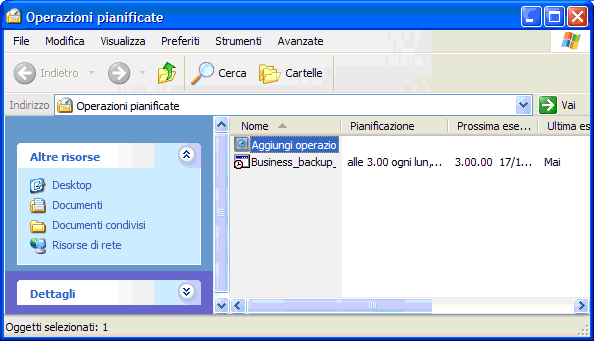 Operazioni pianificate
File Modifica Visualizza Preferiti Strumenti Avanzate
Indietro Cerca Cartelle
Indirizzo Operazioni pianificate Vai
Nome Pianificazione Prossima ese... Ultima es
Aggiungi operazio
Business_backup_ alle 3.00 ogni lun,... 3.00.00 17/1... Mai
Altre risorse
Desktop
Documenti
Documenti condivisi
Risorse di rete
Dettagli
Oggetti selezionati: 1